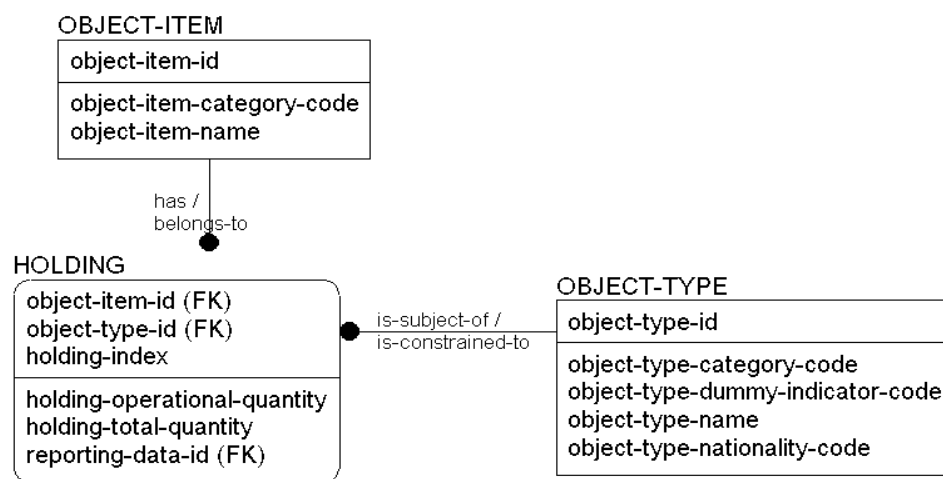 OBJECT-ITEM
object-item-id
object-item-category-code
object-item-name
has /
belongs-to
HOLDING
object-item-id (FK)
object-type-id (FK)
holding-index
holding-operational-quantity
holding-total-quantity
reporting-data-id (FK)
is-subject-of /
is-constrained-to
OBJECT-TYPE
object-type-id
object-type-category-code
object-type-dummy-indicator-code
object-type-name
object-type-nationality-code